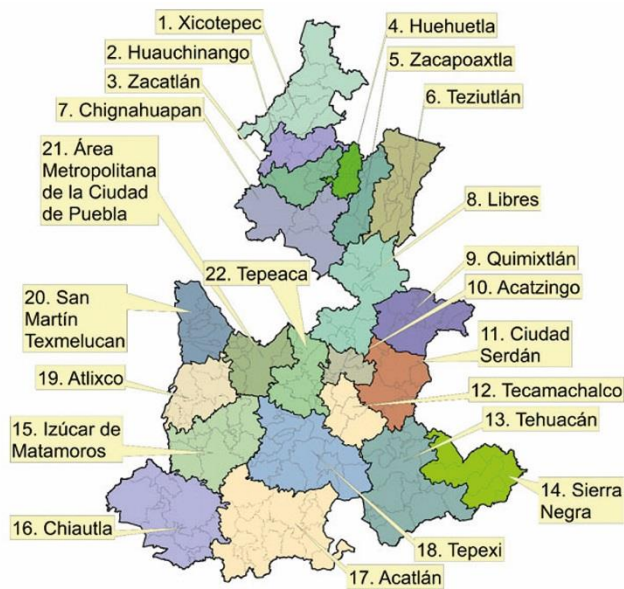 1. Xicotepec
2. Huauchinango
3. Zacatlán
7. Chignahuapan
21. Área
Metropolitana
de la Ciudad
de Puebla
4. Huehuetla
5. Zacapoaxtla
6. Teziutlán
8. Libres
22. Tepeaca
9. Quimixtlán
10. Acatzingo
20. San
Martín
Texmelucan
11. Ciudad
Serdán
19. Atlixco
12. Tecamachalco
15. Izúcar de
Matamoros
13. Tehuacán
14. Sierra
Negra
16. Chiautla
18. Tepexi
17. Acatlán